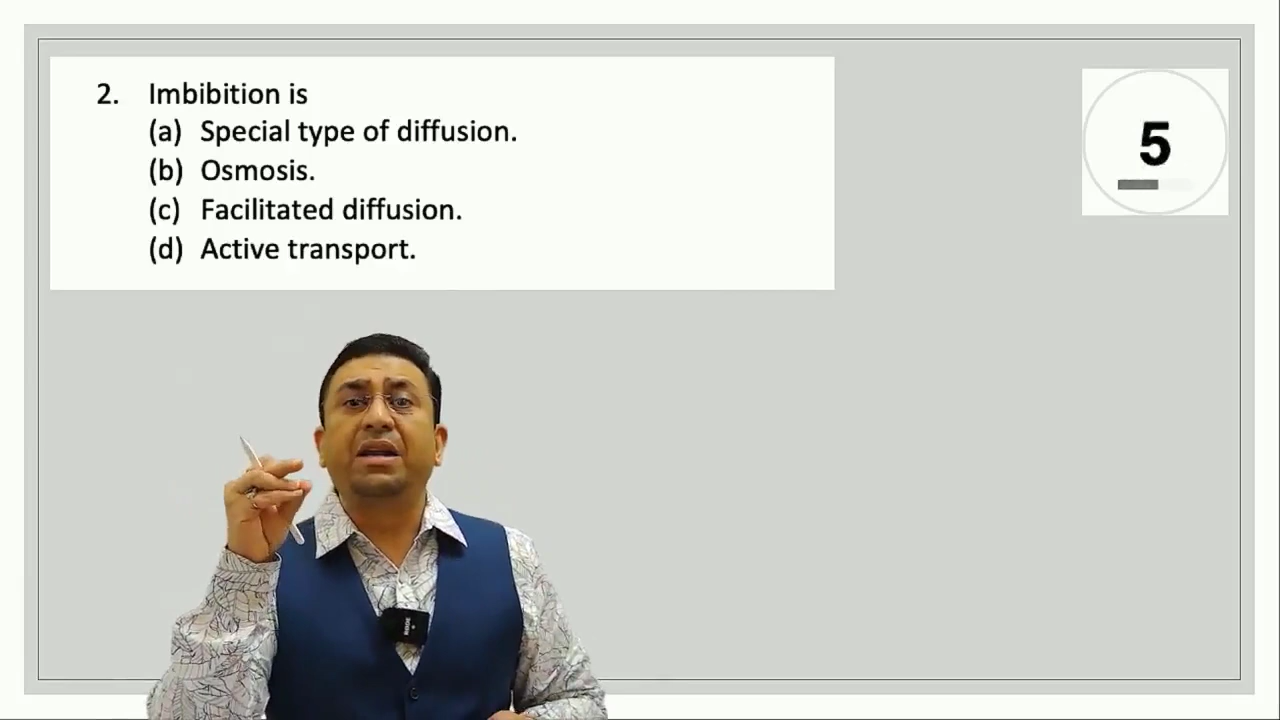 2. Imbibition is
(a) Special type of diffusion.
(b) Osmosis.
(c) Facilitated diffusion.
(d) Active transport.
5